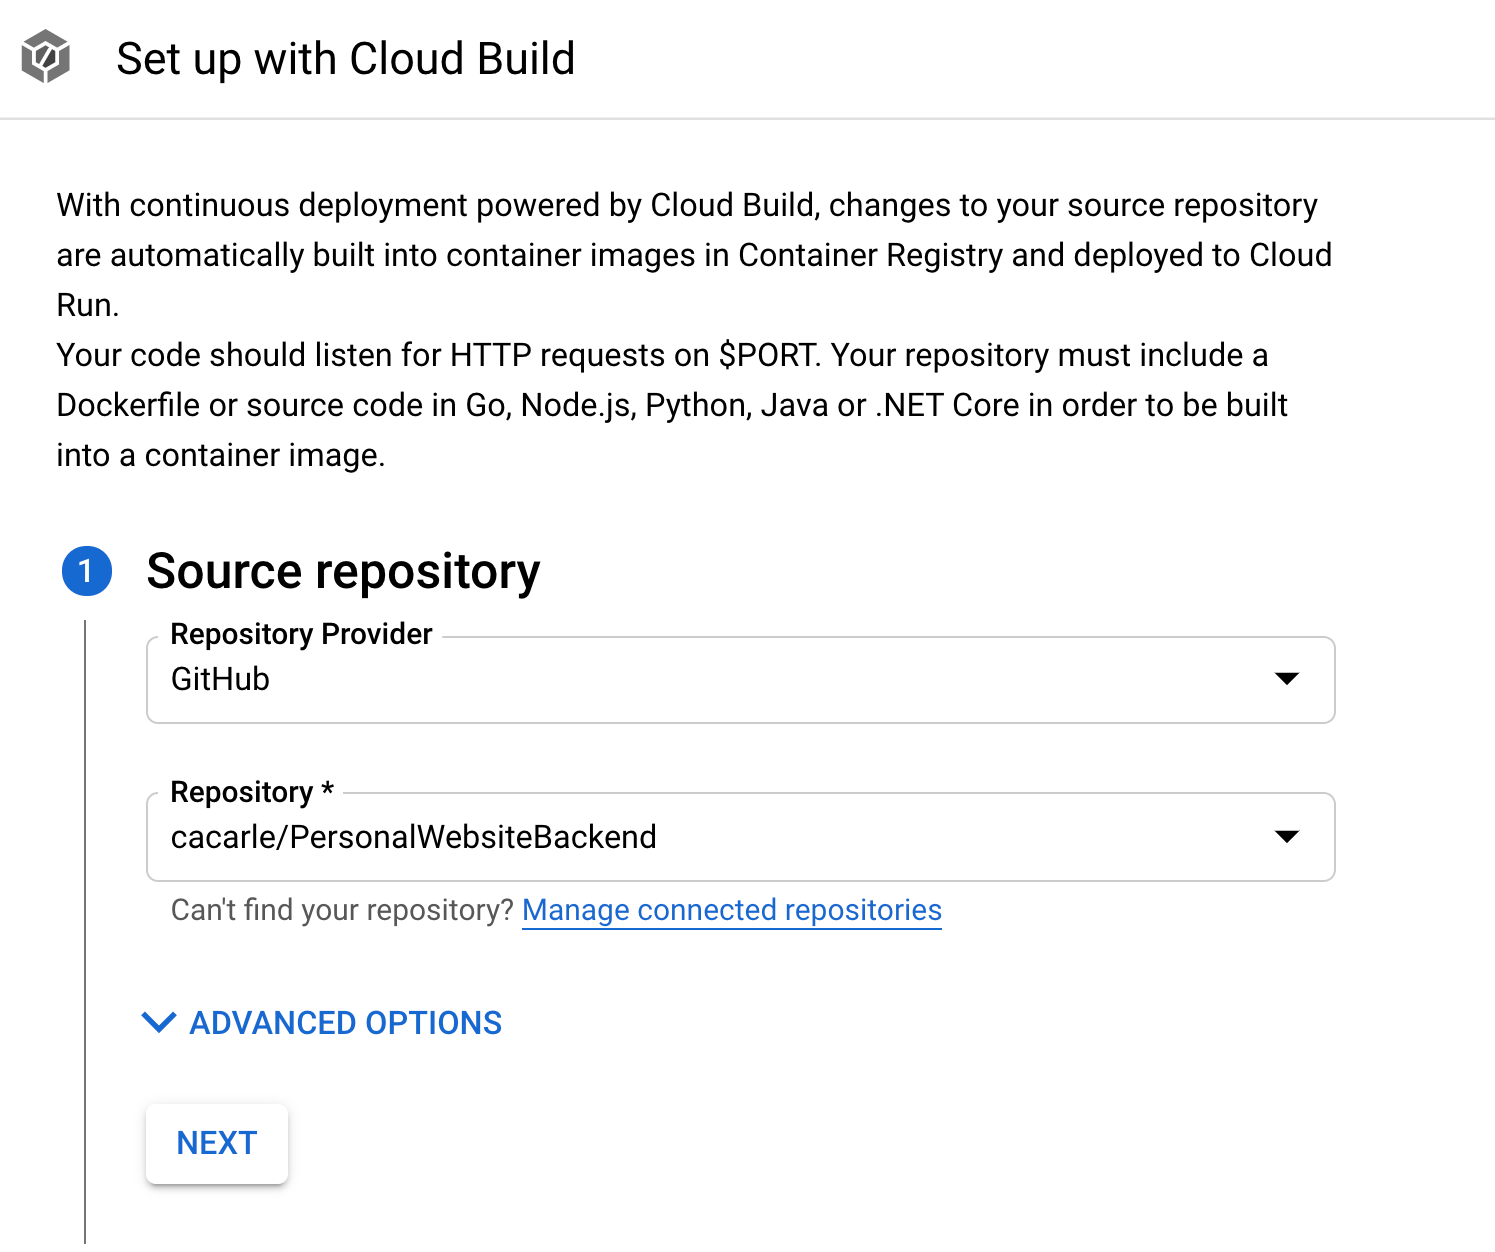 Set up with Cloud Build
With continuous deployment powered by Cloud Build, changes to your source repository
are automatically built into container images in Container Registry and deployed to Cloud
Run.
Your code should listen for HTTP requests on $PORT. Your repository must include a
Dockerfile or source code in Go, Node.js, Python, Java or .NET Core in order to be built
into a container image.
1 Source repository
Repository Provider
GitHub
Repository *
cacarle/PersonalWebsiteBackend
Can't find your repository? Manage connected repositories
ADVANCED OPTIONS
NEXT